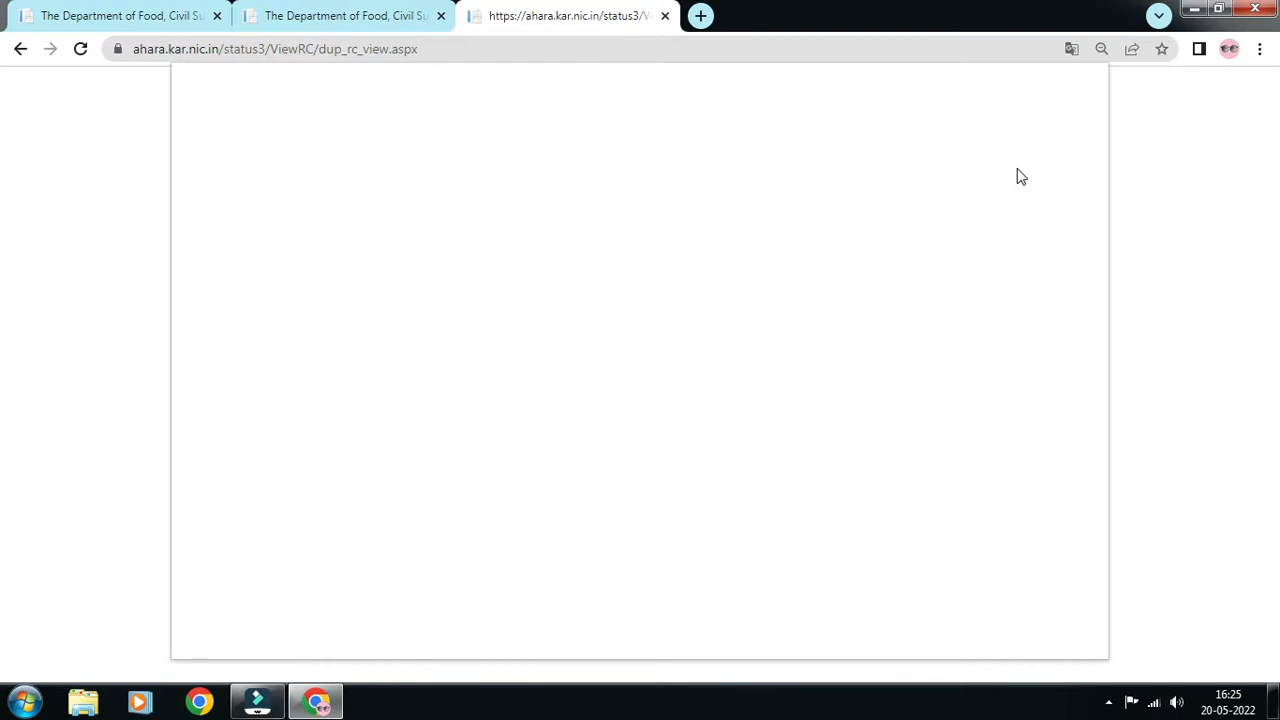 The Department of Food, Civil Su
The Department of Food, Civil Su
https://ahara.kar.nic.in/status3/V
ahara.kar.nic.in/status3/ViewRC/dup_rc_view.aspx
16:25
20-05-2022